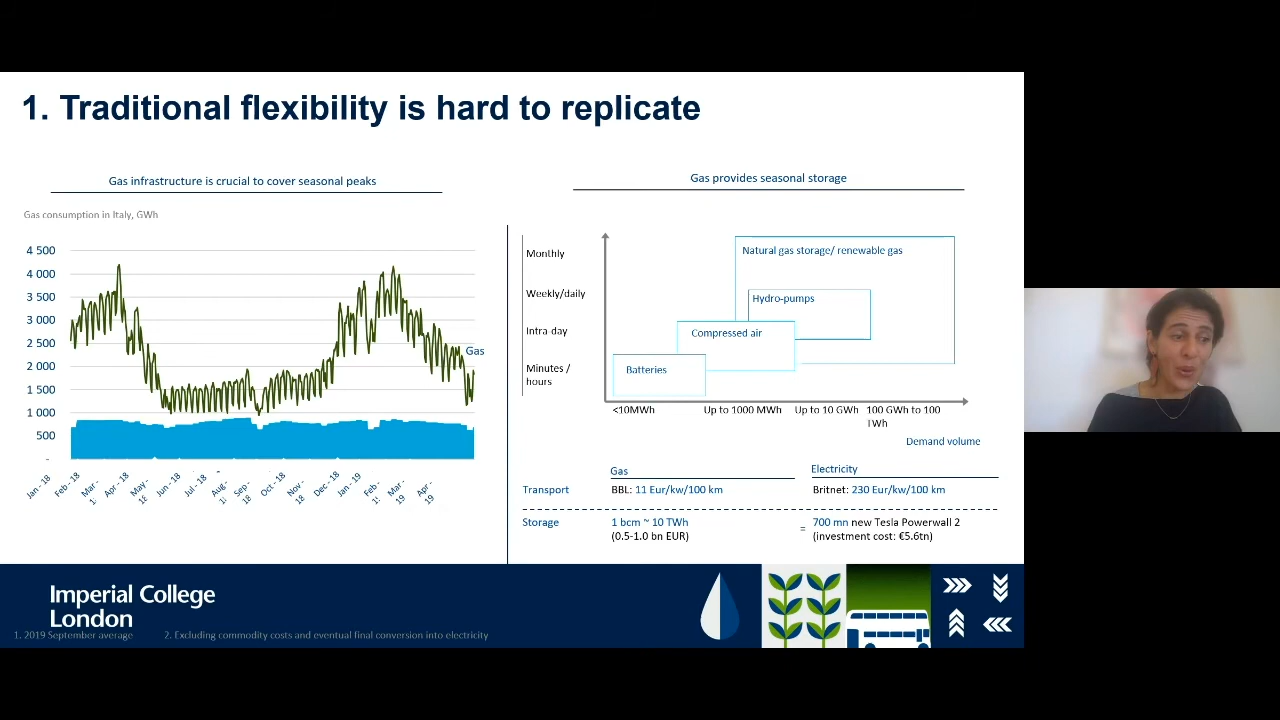 1. Traditional flexibility is hard to replicate
Gas infrastructure is crucial to cover seasonal peaks
Gas consumption in Italy, GWh
4 500
4 000
3 500
3 000
2 500
2 000
1 500
1 000
500
-
Gas
Jan - 18
Feb - 18
Mar -
1
Apr - 18
May -
18
Jun - 18
Jul - 18
Aug -
1
Sep -
18
Oct - 18
Nov -
18
Dec - 18
Jan - 19
Feb -
1
Mar -
19
Apr -
19
Gas provides seasonal storage
Monthly
Weekly/daily
Intra-day
Minutes /
hours
Natural gas storage/ renewable gas
Hydro-pumps
Compressed air
Batteries
<10MWh
Up to 1000 MWh
Up to 10 GWh
100 GWh to 100
TWh
Demand volume
Gas
Electricity
Transport
BBL: 11 Eur/kw/100 km
Britnet: 230 Eur/kw/100 km
Storage
1 bcm ~ 10 TWh
(0.5-1.0 bn EUR)
=
700 mn new Tesla Powerwall 2
(investment cost: €5.6tn)
Imperial College
London
1. 2019 September average
2. Excluding commodity costs and eventual final conversion into electricity